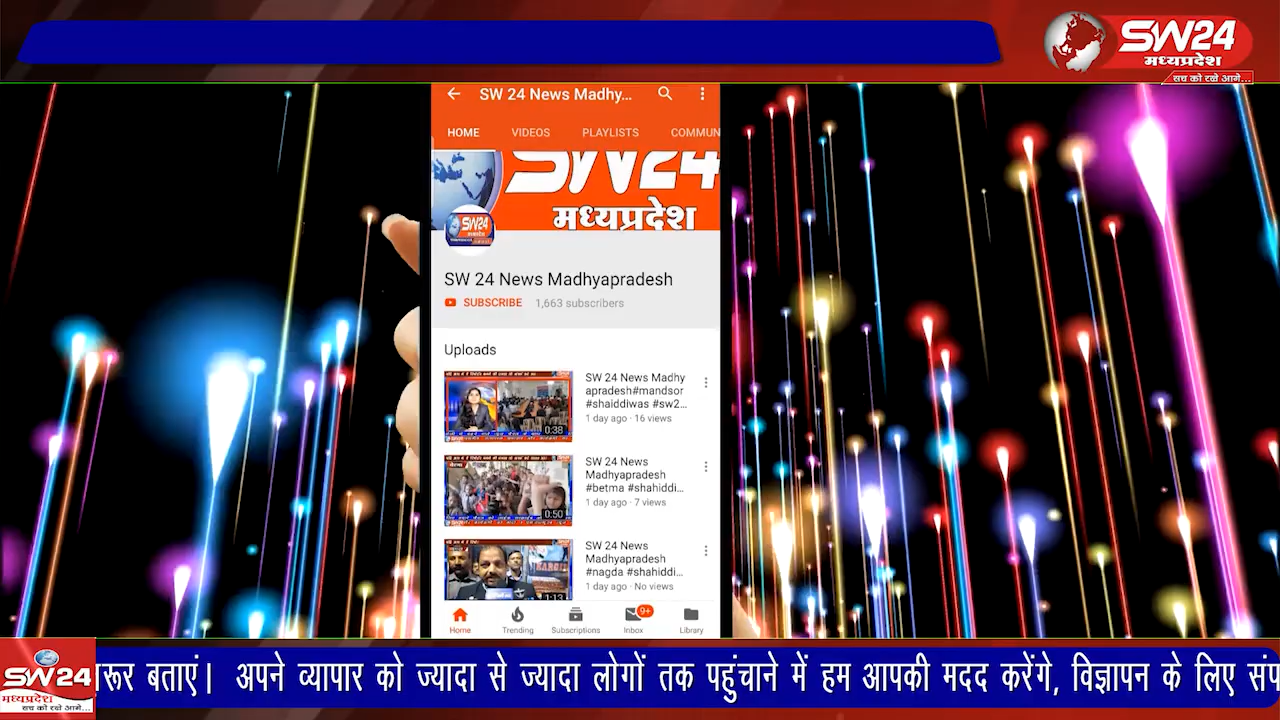 SW24
मध्यप्रदेश
सच को रखे आगे...
SW 24 News Madhy...
HOME VIDEOS PLAYLISTS COMMUN
SW24
मध्यप्रदेश
SW24
SW 24 News Madhyapradesh
SUBSCRIBE 1,663 subscribers
Uploads
SW 24 News Madhy
apradesh#mandsor
#shaiddiwas #sw2...
1 day ago · 16 views
0:38
SW 24 News
Madhyapradesh
#betma #shahiddi...
1 day ago · 7 views
0:50
SW 24 News
Madhyapradesh
#nagda #shahiddi...
1 day ago · No views
1:13
9+
Home Trending Subscriptions Inbox Library
SW24
मध्यप्रदेश
सच को रखे आगे...
रूर बताएं। अपने व्यापार को ज्यादा से ज्यादा लोगों तक पहुंचाने में हम आपकी मदद करेंगे, विज्ञापन के लिए संप